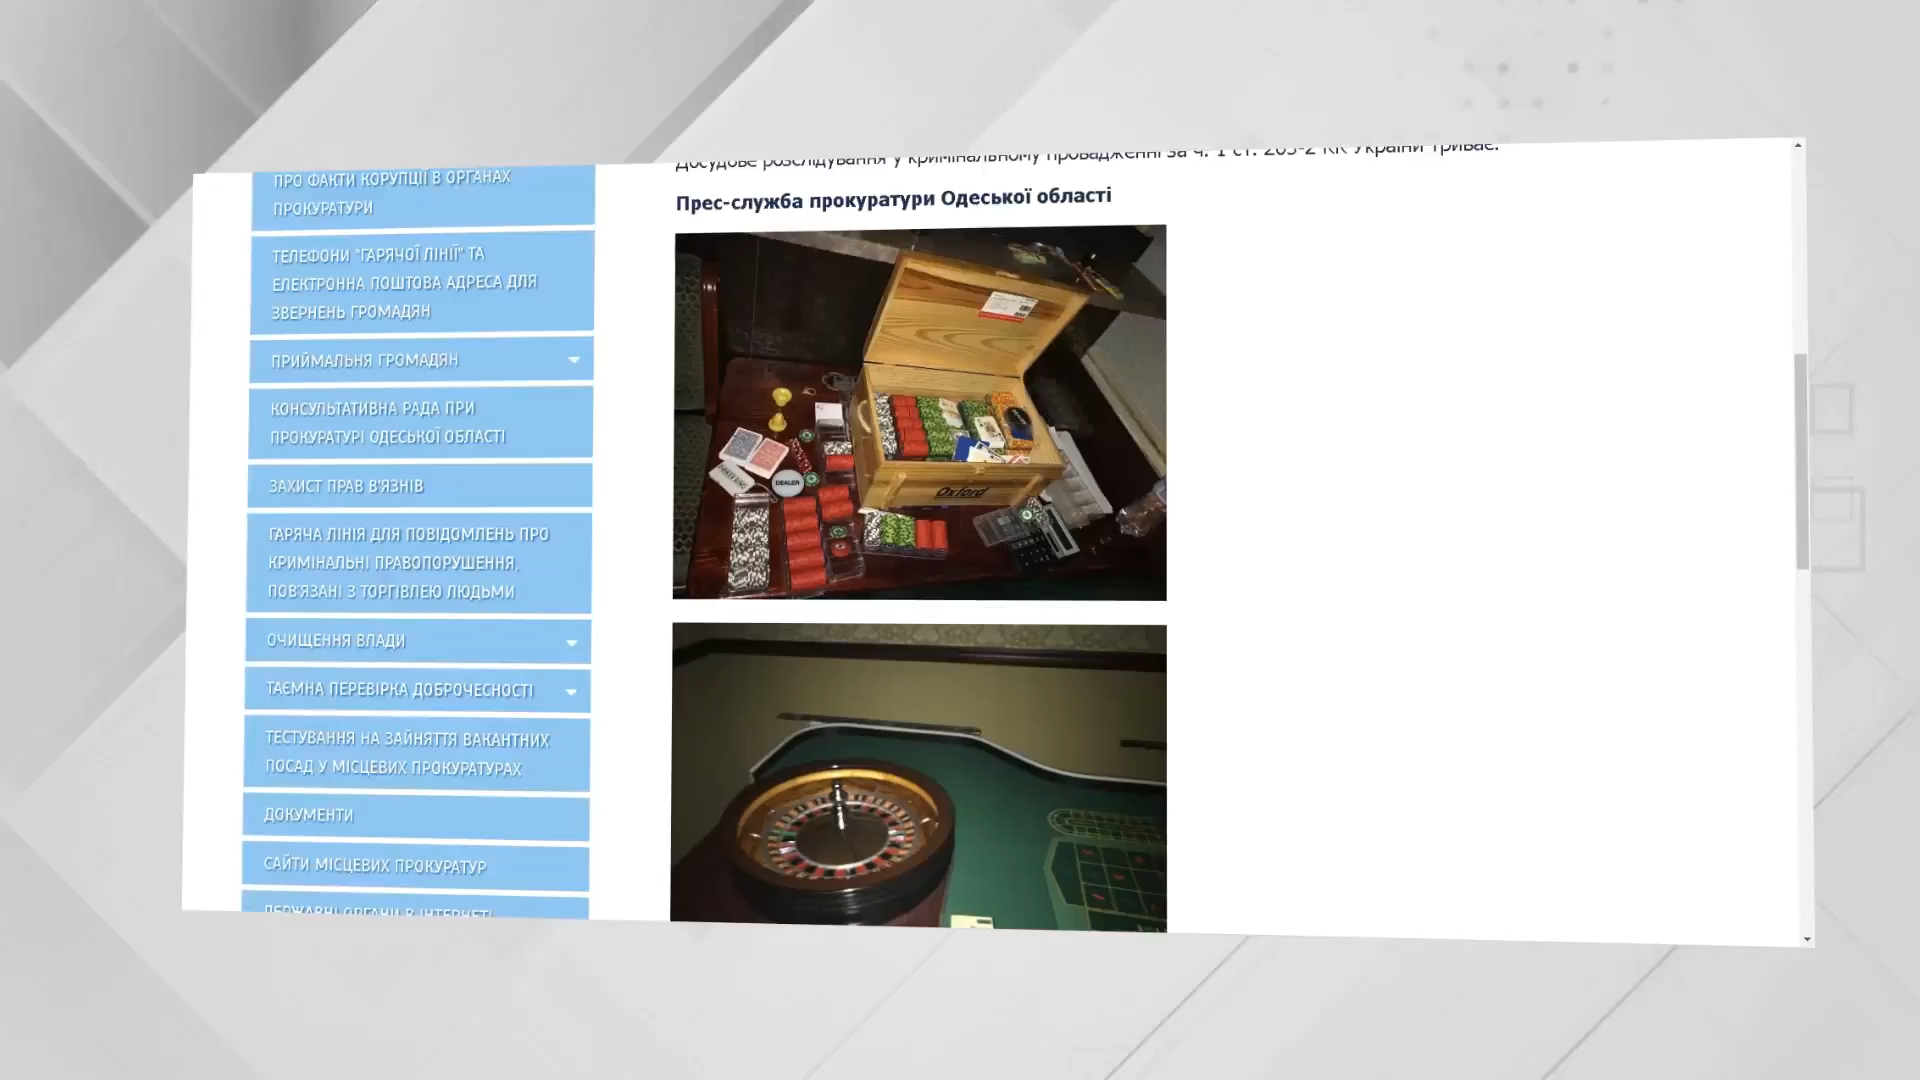 ПРО ФАКТИ КОРУПЦІЇ В ОРГАНАХ
ПРОКУРАТУРИ
ТЕЛЕФОНИ "ГАРЯЧОЇ ЛІНІЇ" ТА
ЕЛЕКТРОННА ПОШТОВА АДРЕСА ДЛЯ
ЗВЕРНЕНЬ ГРОМАДЯН
ПРИЙМАЛЬНЯ ГРОМАДЯН
КОНСУЛЬТАТИВНА РАДА ПРИ
ПРОКУРАТУРІ ОДЕСЬКОЇ ОБЛАСТІ
ЗАХИСТ ПРАВ В'ЯЗНІВ
ГАРЯЧА ЛІНІЯ ДЛЯ ПОВІДОМЛЕНЬ ПРО
КРИМІНАЛЬНІ ПРАВОПОРУШЕННЯ,
ПОВ'ЯЗАНІ З ТОРГІВЛЕЮ ЛЮДЬМИ
ОЧИЩЕННЯ ВЛАДИ
ТАЄМНА ПЕРЕВІРКА ДОБРОЧЕСНОСТІ
ТЕСТУВАННЯ НА ЗАЙНЯТТЯ ВАКАНТНИХ
ПОСАД У МІСЦЕВИХ ПРОКУРАТУРАХ
ДОКУМЕНТИ
САЙТИ МІСЦЕВИХ ПРОКУРАТУР
ДЕРЖАВНІ ОРГАНИ В ІНТЕРНЕТІ
Досудове розслідування у кримінальному провадженні за ч. 1 ст. 203-2 КК України триває.
Прес-служба прокуратури Одеської області
DEALER
Oxford